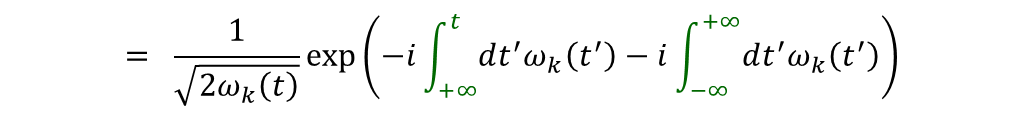 = 1/√(2ω_k(t)) exp(−i ∫_{+∞}^{t} dt′ω_k(t′) − i ∫_{−∞}^{+∞} dt′ω_k(t′))